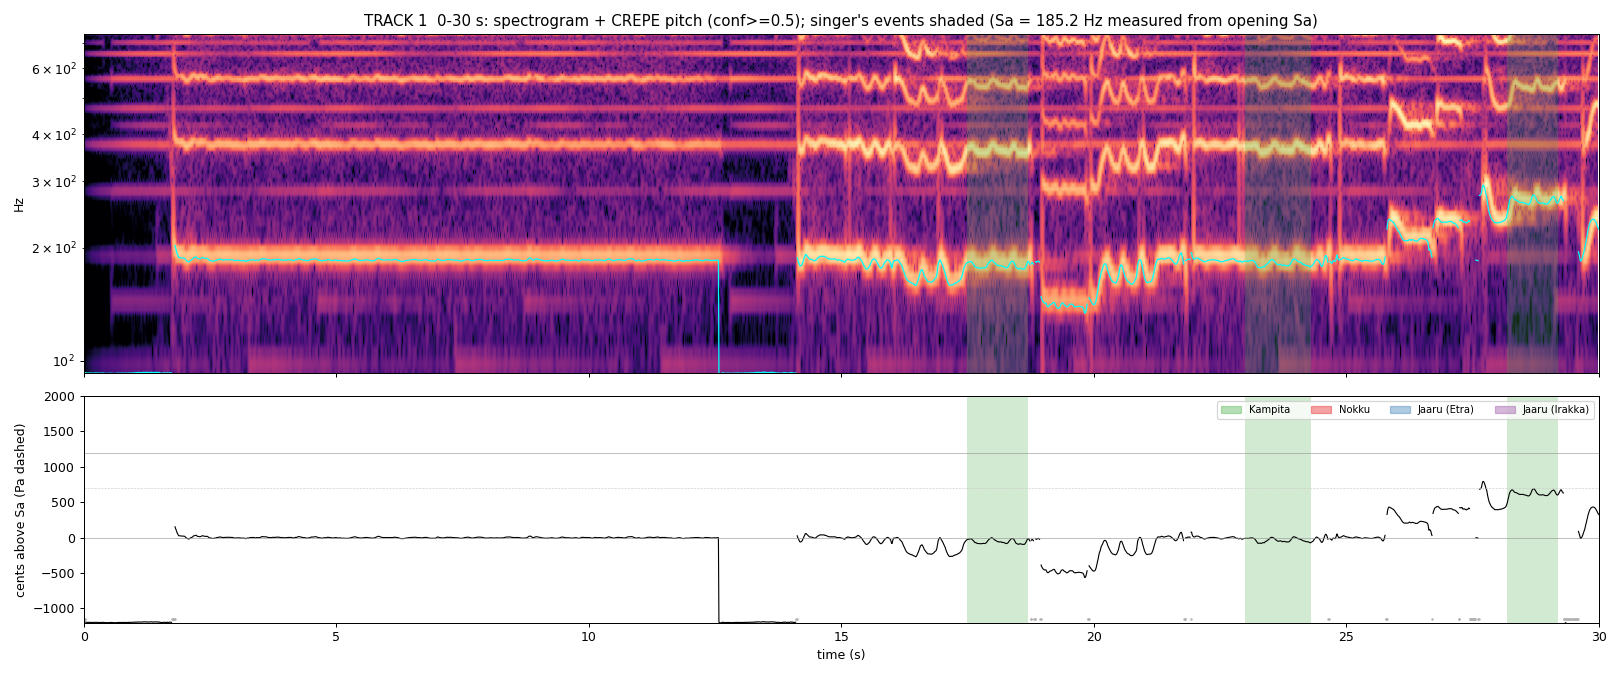 TRACK 1  0-30 s: spectrogram + CREPE pitch (conf>=0.5); singer's events shaded (Sa = 185.2 Hz measured from opening Sa)
Hz
6 × 10²
4 × 10²
3 × 10²
2 × 10²
10²
cents above Sa (Pa dashed)
2000
1500
1000
500
0
−500
−1000
Kampita
Nokku
Jaaru (Etra)
Jaaru (Irakka)
0
5
10
15
20
25
30
time (s)